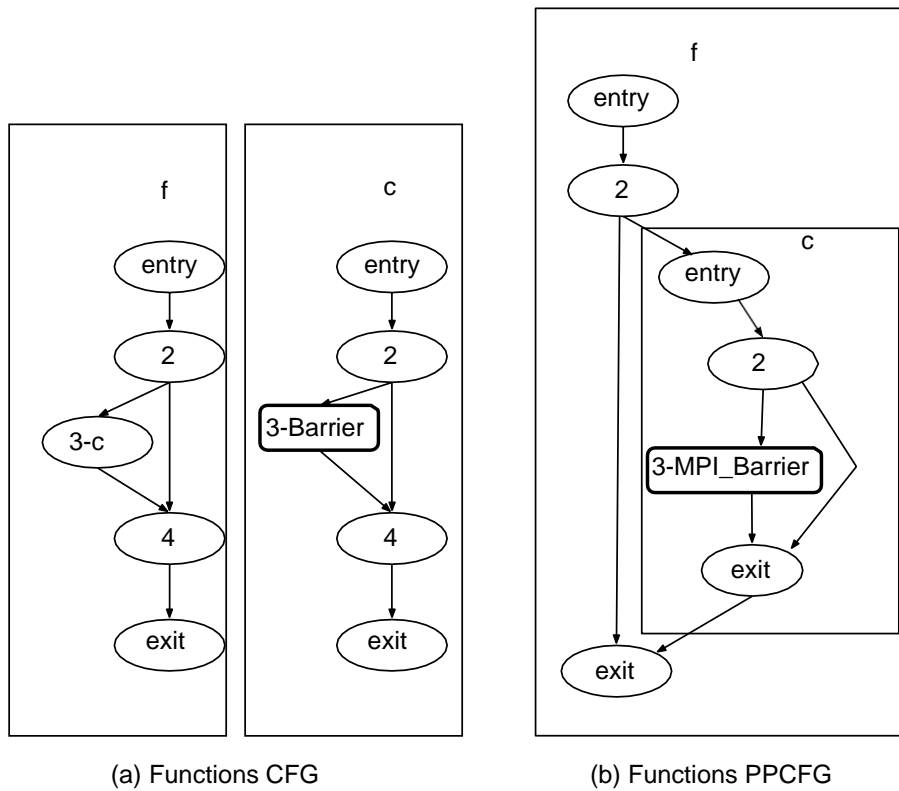 f
entry
2
3-c
4
exit
c
entry
2
3-Barrier
4
exit
(a) Functions CFG
f
entry
2
c
entry
2
3-MPI_Barrier
exit
exit
(b) Functions PPCFG